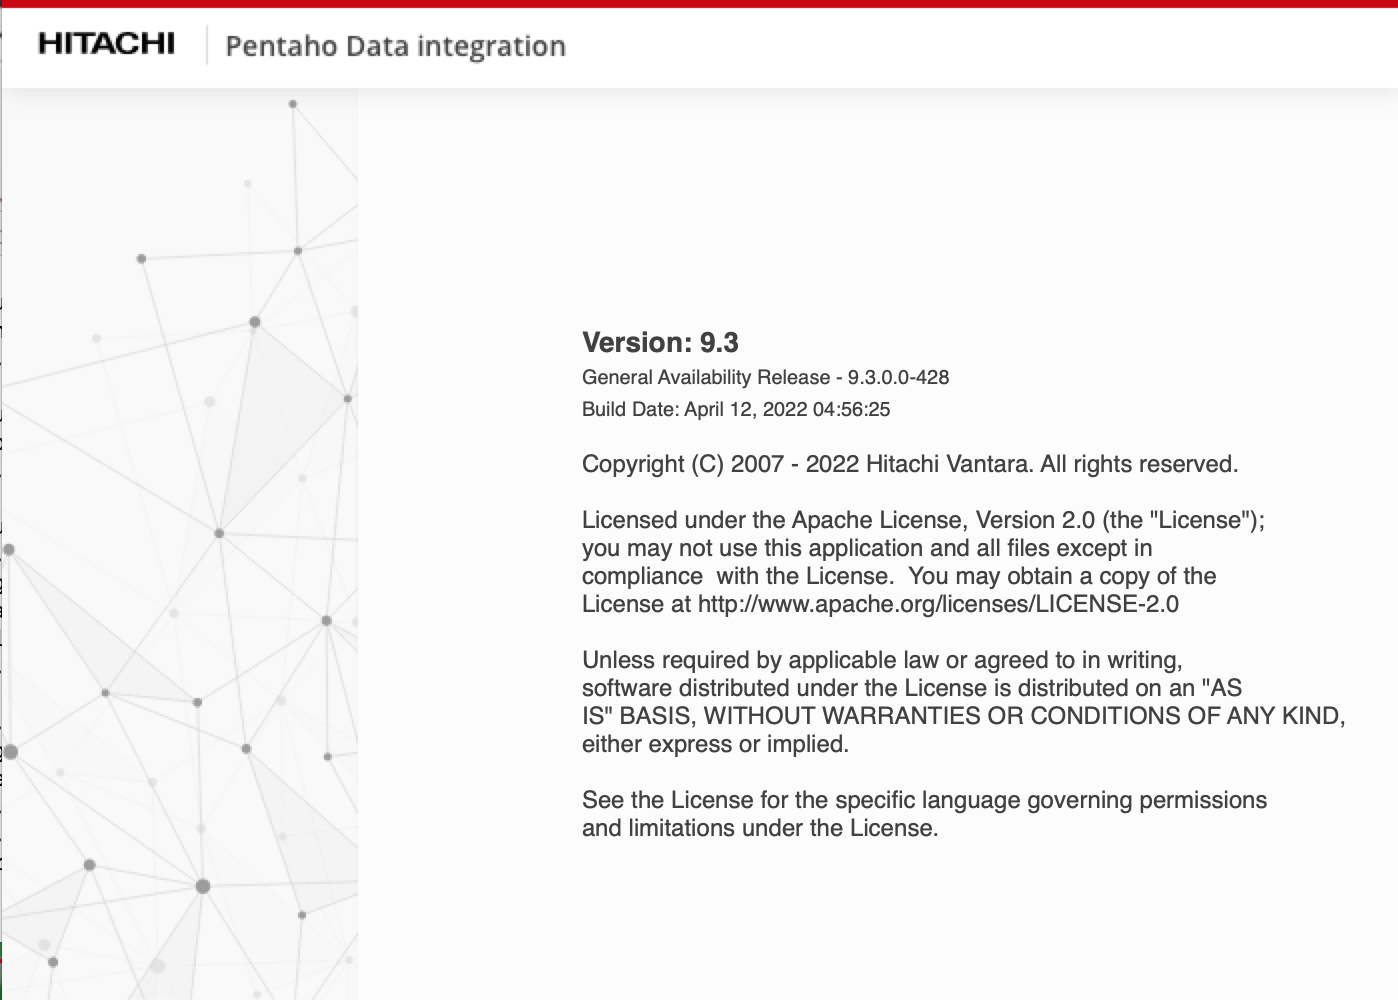 HITACHI
Pentaho Data integration
Version: 9.3
General Availability Release - 9.3.0.0-428
Build Date: April 12, 2022 04:56:25
Copyright (C) 2007 - 2022 Hitachi Vantara. All rights reserved.
Licensed under the Apache License, Version 2.0 (the "License");
you may not use this application and all files except in
compliance  with the License.  You may obtain a copy of the
License at http://www.apache.org/licenses/LICENSE-2.0
Unless required by applicable law or agreed to in writing,
software distributed under the License is distributed on an "AS
IS" BASIS, WITHOUT WARRANTIES OR CONDITIONS OF ANY KIND,
either express or implied.
See the License for the specific language governing permissions
and limitations under the License.